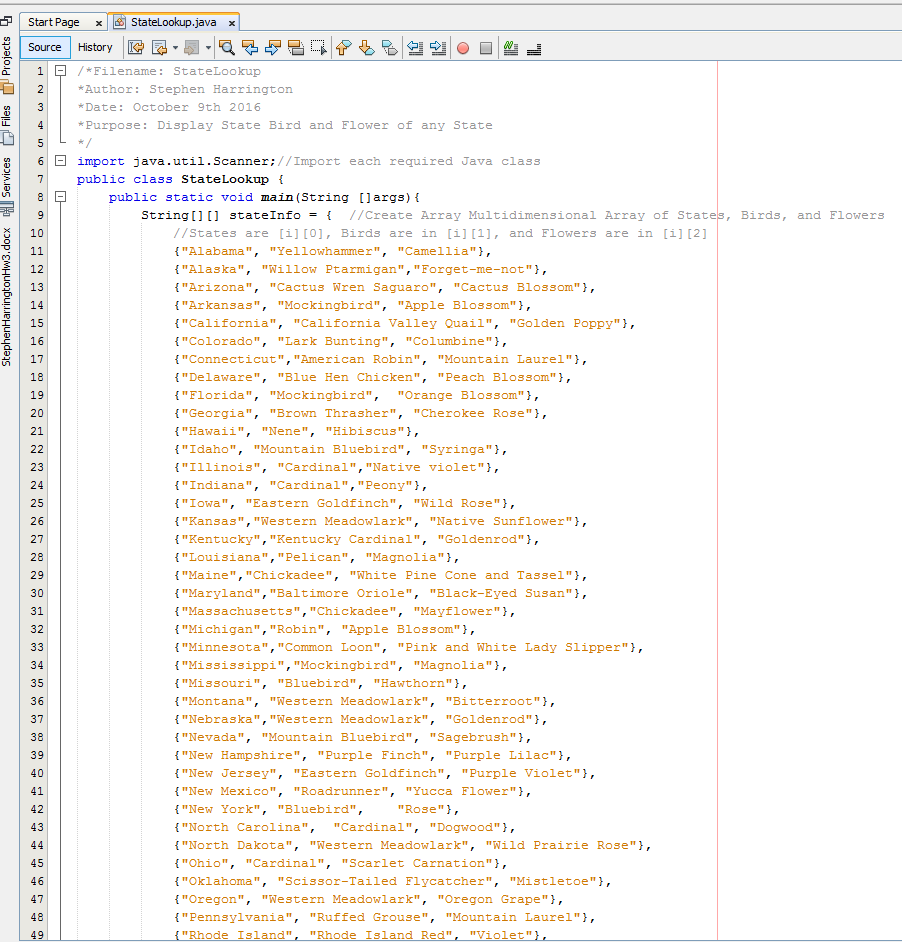 Start Page x StateLookup.java x
Source History
Projects
Files
Services
StephenHarringtonHw3.docx
1 /*Filename: StateLookup
2 *Author: Stephen Harrington
3 *Date: October 9th 2016
4 *Purpose: Display State Bird and Flower of any State
5 */
6 import java.util.Scanner;//Import each required Java class
7 public class StateLookup {
8 public static void main(String []args){
9 String[][] stateInfo = {  //Create Array Multidimensional Array of States, Birds, and Flowers
10 //States are [i][0], Birds are in [i][1], and Flowers are in [i][2]
11 {"Alabama", "Yellowhammer", "Camellia"},
12 {"Alaska", "Willow Ptarmigan","Forget-me-not"},
13 {"Arizona", "Cactus Wren Saguaro", "Cactus Blossom"},
14 {"Arkansas", "Mockingbird", "Apple Blossom"},
15 {"California", "California Valley Quail", "Golden Poppy"},
16 {"Colorado", "Lark Bunting", "Columbine"},
17 {"Connecticut","American Robin", "Mountain Laurel"},
18 {"Delaware", "Blue Hen Chicken", "Peach Blossom"},
19 {"Florida", "Mockingbird",  "Orange Blossom"},
20 {"Georgia", "Brown Thrasher", "Cherokee Rose"},
21 {"Hawaii", "Nene", "Hibiscus"},
22 {"Idaho", "Mountain Bluebird", "Syringa"},
23 {"Illinois", "Cardinal","Native violet"},
24 {"Indiana", "Cardinal","Peony"},
25 {"Iowa", "Eastern Goldfinch", "Wild Rose"},
26 {"Kansas","Western Meadowlark", "Native Sunflower"},
27 {"Kentucky","Kentucky Cardinal", "Goldenrod"},
28 {"Louisiana","Pelican", "Magnolia"},
29 {"Maine","Chickadee", "White Pine Cone and Tassel"},
30 {"Maryland","Baltimore Oriole", "Black-Eyed Susan"},
31 {"Massachusetts","Chickadee", "Mayflower"},
32 {"Michigan","Robin", "Apple Blossom"},
33 {"Minnesota","Common Loon", "Pink and White Lady Slipper"},
34 {"Mississippi","Mockingbird", "Magnolia"},
35 {"Missouri", "Bluebird", "Hawthorn"},
36 {"Montana", "Western Meadowlark", "Bitterroot"},
37 {"Nebraska","Western Meadowlark", "Goldenrod"},
38 {"Nevada", "Mountain Bluebird", "Sagebrush"},
39 {"New Hampshire", "Purple Finch", "Purple Lilac"},
40 {"New Jersey", "Eastern Goldfinch", "Purple Violet"},
41 {"New Mexico", "Roadrunner", "Yucca Flower"},
42 {"New York", "Bluebird",    "Rose"},
43 {"North Carolina",  "Cardinal", "Dogwood"},
44 {"North Dakota", "Western Meadowlark", "Wild Prairie Rose"},
45 {"Ohio", "Cardinal", "Scarlet Carnation"},
46 {"Oklahoma", "Scissor-Tailed Flycatcher", "Mistletoe"},
47 {"Oregon", "Western Meadowlark", "Oregon Grape"},
48 {"Pennsylvania", "Ruffed Grouse", "Mountain Laurel"},
49 {"Rhode Island", "Rhode Island Red", "Violet"},